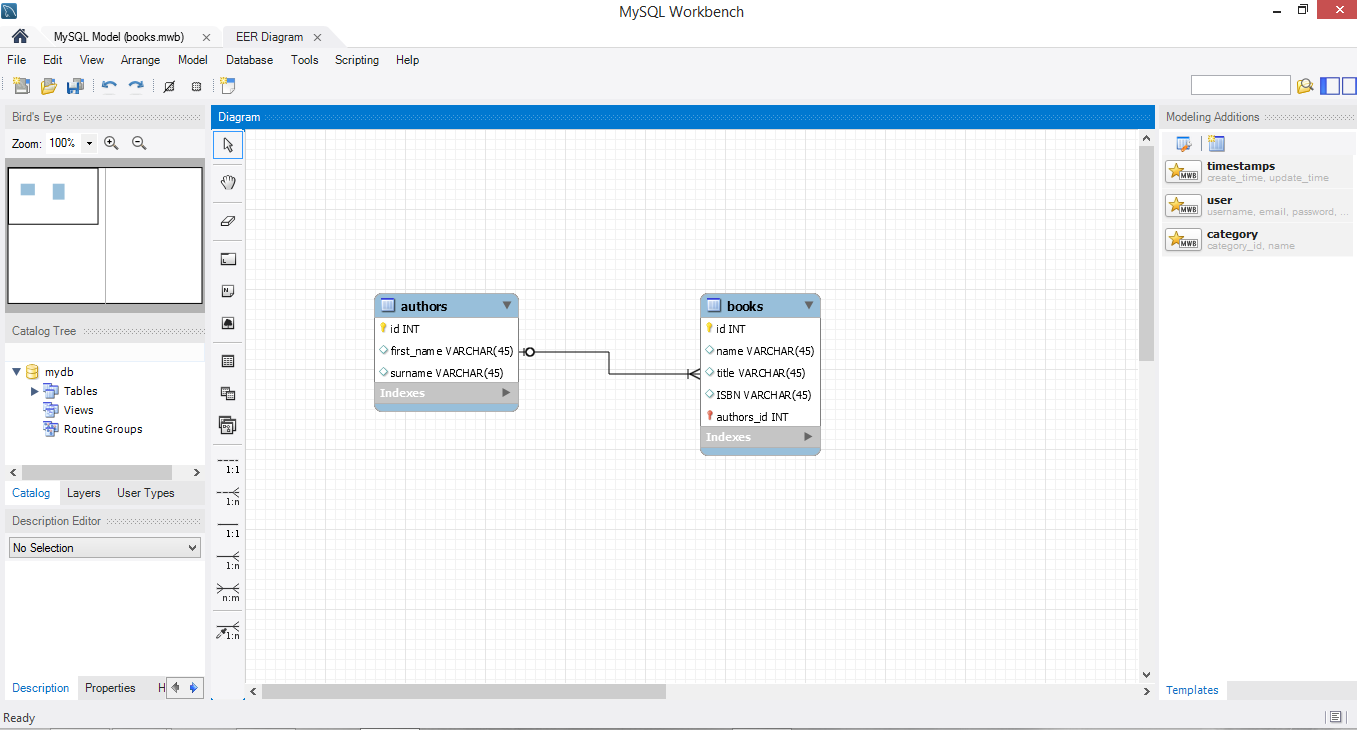 MySQL Workbench
MySQL Model (books.mwb)
EER Diagram
File Edit View Arrange Model Database Tools Scripting Help
Bird's Eye
Zoom: 100%
Catalog Tree
mydb
Tables
Views
Routine Groups
Catalog Layers User Types
Description Editor
No Selection
Description Properties H
Diagram
1:1
1:n
1:1
1:n
n:m
1:n
authors
id INT
first_name VARCHAR(45)
surname VARCHAR(45)
Indexes
books
id INT
name VARCHAR(45)
title VARCHAR(45)
ISBN VARCHAR(45)
authors_id INT
Indexes
Modeling Additions
MWB
timestamps
create_time, update_time
MWB
user
username, email, password, ...
MWB
category
category_id, name
Templates
Ready